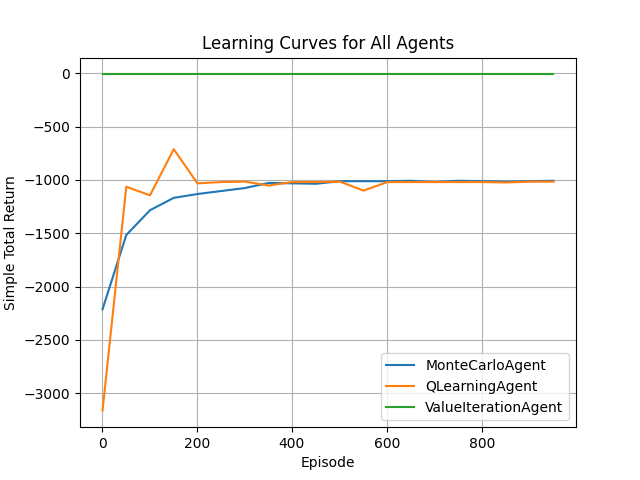 Learning Curves for All Agents
Simple Total Return
0
−500
−1000
−1500
−2000
−2500
−3000
0
200
400
600
800
Episode
MonteCarloAgent
QLearningAgent
ValueIterationAgent